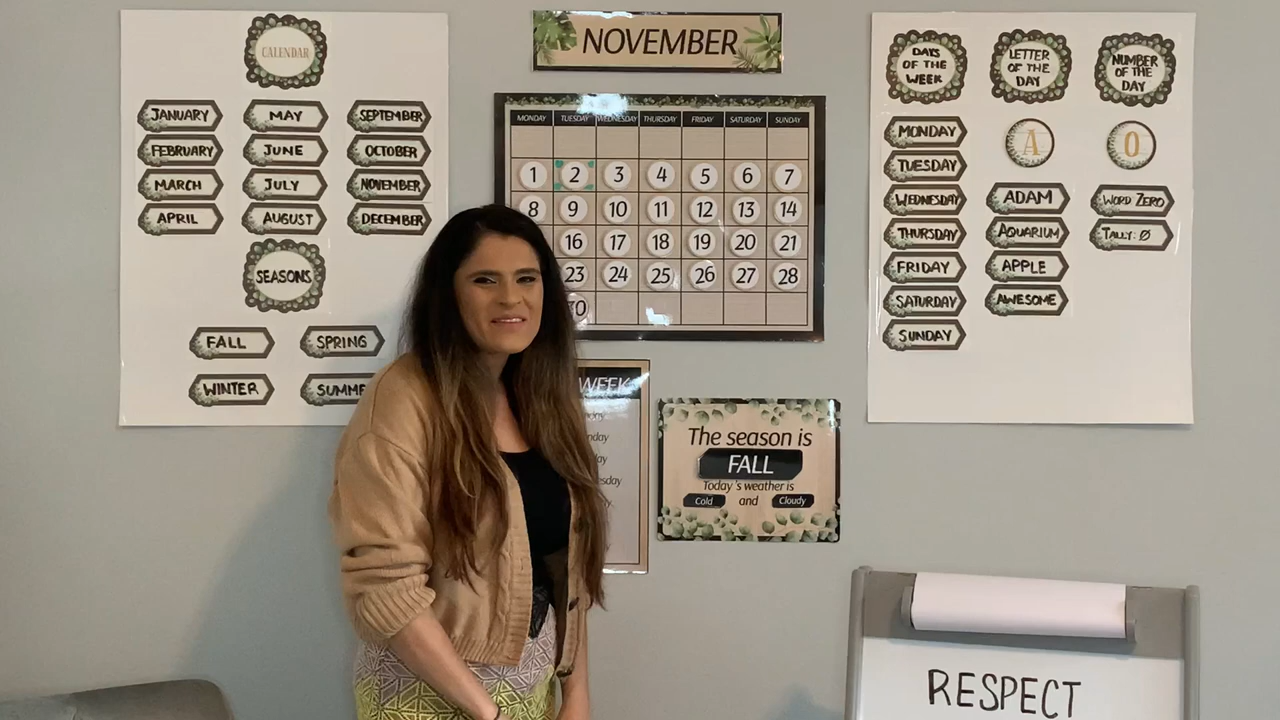 CALENDAR
JANUARY
FEBRUARY
MARCH
APRIL
MAY
JUNE
JULY
AUGUST
SEPTEMBER
OCTOBER
NOVEMBER
DECEMBER
SEASONS
FALL
SPRING
WINTER
SUMME
NOVEMBER
MONDAY TUESDAY WEDNESDAY THURSDAY FRIDAY SATURDAY SUNDAY
1 2 3 4 5 6 7
8 9 10 11 12 13 14
16 17 18 19 20 21
23 24 25 26 27 28
WEEK
The season is
FALL
Today's weather is
Cold and Cloudy
DAYS
OF THE
WEEK
MONDAY
TUESDAY
WEDNESDAY
THURSDAY
FRIDAY
SATURDAY
SUNDAY
LETTER
OF THE
DAY
A
ADAM
AQUARIUM
APPLE
AWESOME
NUMBER
OF THE
DAY
0
WORD ZERO
TALLY: Ø
RESPECT